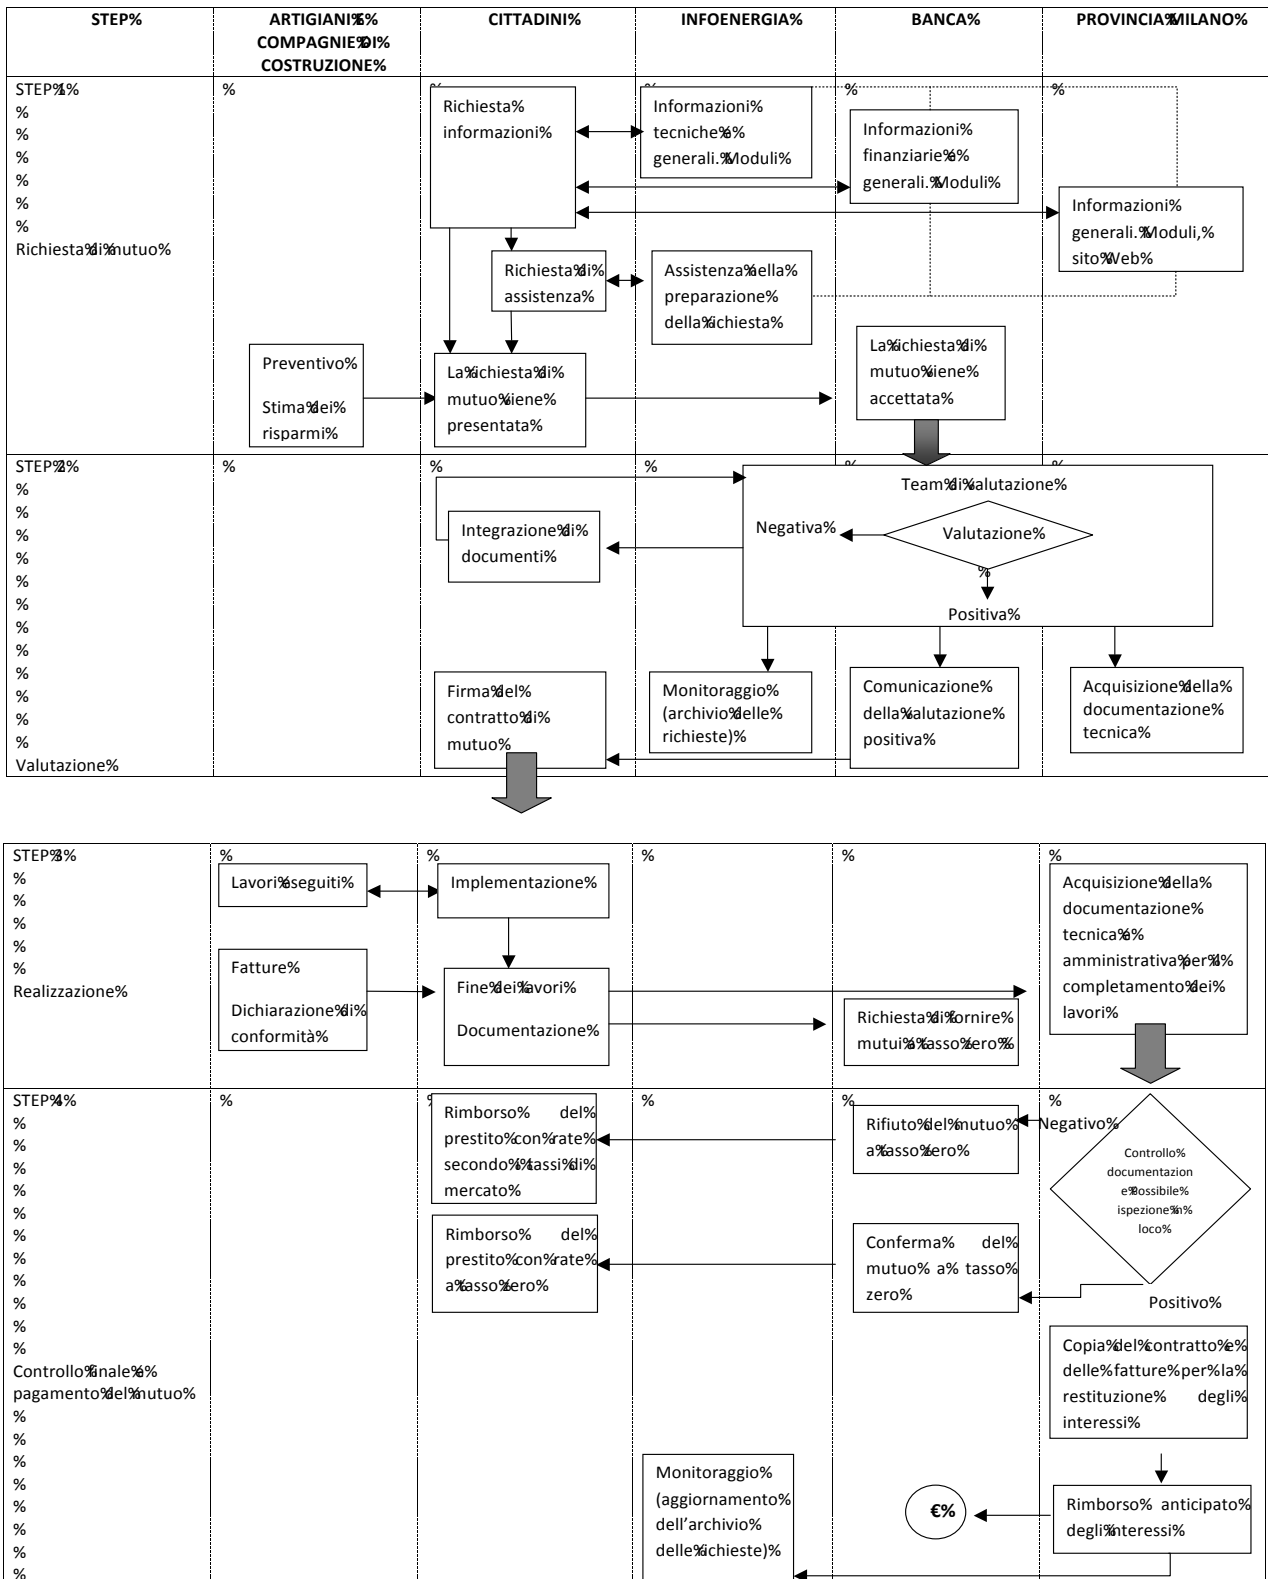 STEP%
ARTIGIANI%E%
COMPAGNIE%DI%
COSTRUZIONE%
CITTADINI%
INFOENERGIA%
BANCA%
PROVINCIA%MILANO%
STEP%1%
%
%
%
%
%
%
Richiesta%di%mutuo%
%
Preventivo%
Stima%dei%
risparmi%
%
Richiesta%
informazioni%
Richiesta%di%
assistenza%
La%richiesta%di%
mutuo%viene%
presentata%
%
Informazioni%
tecniche%e%
generali.%Moduli%
Assistenza%nella%
preparazione%
della%richiesta%
%
Informazioni%
finanziarie%e%
generali.%Moduli%
La%richiesta%di%
mutuo%viene%
accettata%
%
Informazioni%
generali.%Moduli,%
sito%Web%
STEP%2%
%
%
%
%
%
%
%
%
%
%
%
%
Valutazione%
%
%
Integrazione%di%
documenti%
Firma%del%
contratto%di%
mutuo%
%
%
%
Team%di%valutazione%
Negativa%
Valutazione%
%
Positiva%
Monitoraggio%
(archivio%delle%
richieste)%
Comunicazione%
della%valutazione%
positiva%
Acquisizione%della%
documentazione%
tecnica%
STEP%3%
%
%
%
%
%
Realizzazione%
%
Lavori%eseguiti%
Fatture%
Dichiarazione%di%
conformità%
%
Implementazione%
Fine%dei%lavori%
Documentazione%
%
%
Richiesta%di%fornire%
mutui%a%tasso%zero%%
%
Acquisizione%della%
documentazione%
tecnica%e%
amministrativa%per%il%
completamento%dei%
lavori%
STEP%4%
%
%
%
%
%
%
%
%
%
%
%
Controllo%finale%e%
pagamento%del%mutuo%
%
%
%
%
%
%
%
%
%
%
Rimborso% del%
prestito%con%rate%
secondo%i%tassi%di%
mercato%
Rimborso% del%
prestito%con%rate%
a%tasso%zero%
%
Monitoraggio%
(aggiornamento%
dell'archivio%
delle%richieste)%
%
Rifiuto%del%mutuo%
a%tasso%zero%
Conferma% del%
mutuo% a% tasso%
zero%
€%
%
Negativo%
Controllo%
documentazion
e%Possibile%
ispezione%in%
loco%
Positivo%
Copia%del%contratto%e%
delle%fatture%per%la%
restituzione% degli%
interessi%
Rimborso% anticipato%
degli%interessi%